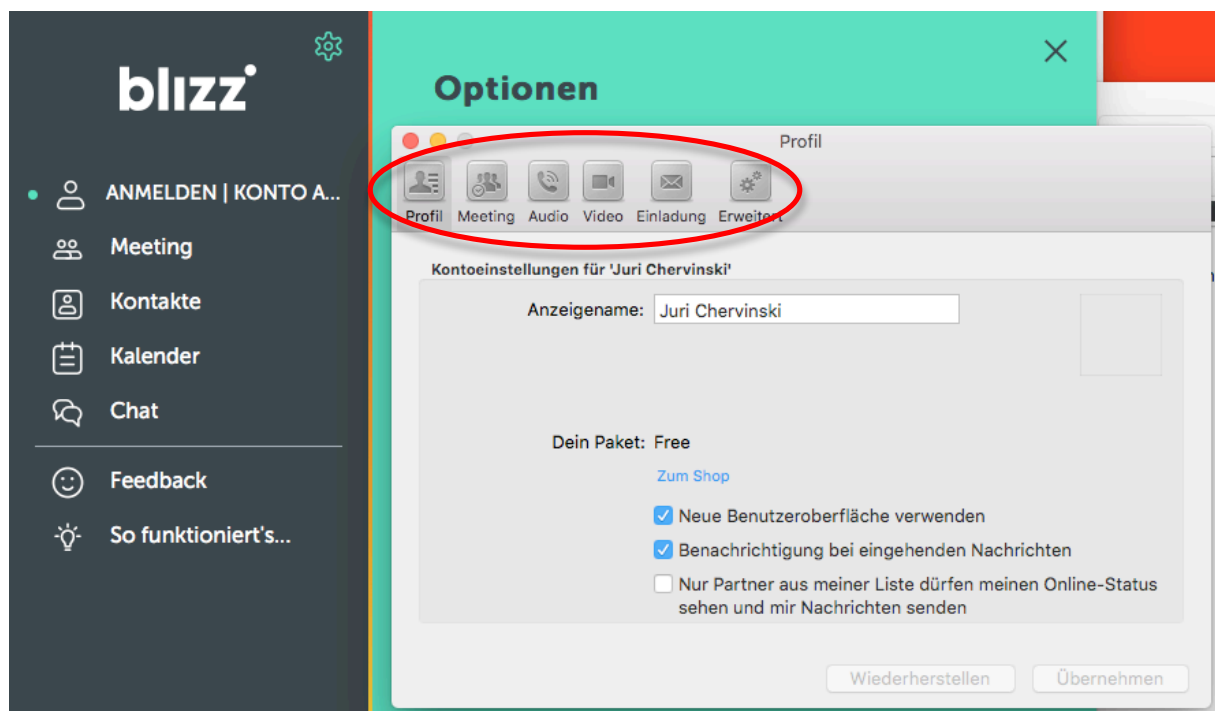 blizz
ANMELDEN | KONTO A...
Meeting
Kontakte
Kalender
Chat
Feedback
So funktioniert's...
Optionen
Profil
Profil Meeting Audio Video Einladung Erweitert
Kontoeinstellungen für 'Juri Chervinski'
Anzeigename: Juri Chervinski
Dein Paket: Free
Zum Shop
Neue Benutzeroberfläche verwenden
Benachrichtigung bei eingehenden Nachrichten
Nur Partner aus meiner Liste dürfen meinen Online-Status
sehen und mir Nachrichten senden
Wiederherstellen Übernehmen